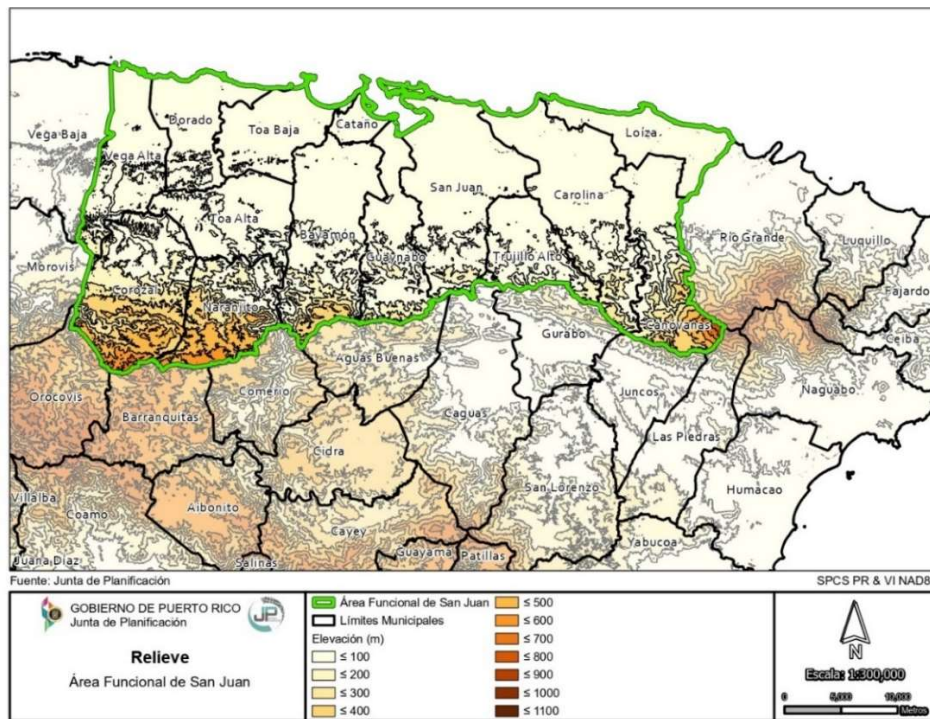 Vega Baja
Dorado
Toa Baja
Cataño
Loíza
Vega Alta
San Juan
Carolina
Toa Alta
Bayamón
Guaynabo
Trujillo Alto
Río Grande
Luquillo
Morovis
Corozal
Naranjito
Canóvanas
Fajardo
Ceiba
Gurabo
Aguas Buenas
Orocovis
Barranquitas
Comerío
Caguas
Juncos
Naguabo
Las Piedras
Cidra
San Lorenzo
Humacao
Villalba
Coamo
Aibonito
Cayey
Yabucoa
Juana Díaz
Salinas
Guayama
Patillas
Fuente: Junta de Planificación
SPCS PR & VI NAD8
GOBIERNO DE PUERTO RICO
Junta de Planificación
JP
Relieve
Área Funcional de San Juan
Área Funcional de San Juan
Límites Municipales
Elevación (m)
≤ 100
≤ 200
≤ 300
≤ 400
≤ 500
≤ 600
≤ 700
≤ 800
≤ 900
≤ 1000
≤ 1100
N
Escala: 1:300,000
0 5,000 10,000
Metros